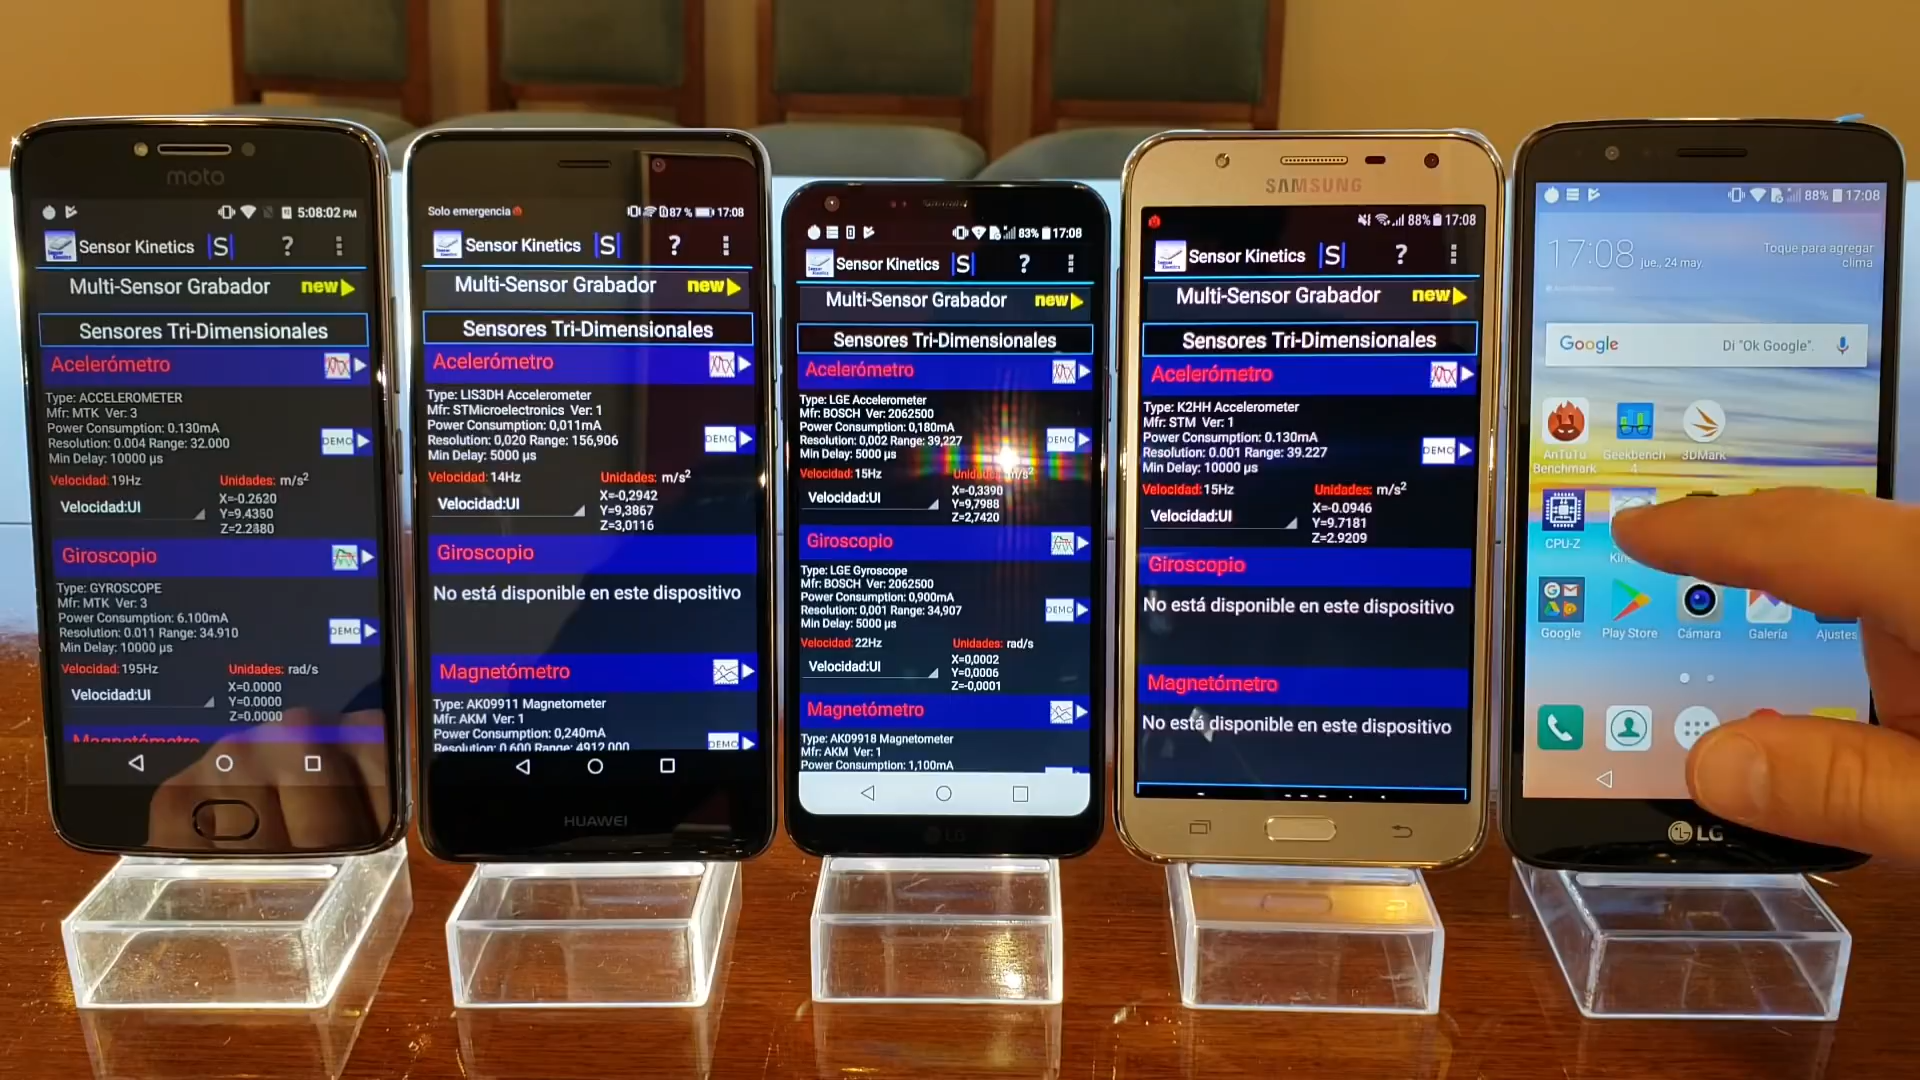 moto
5:08:02 PM
Sensor Kinetics S ?
Multi-Sensor Grabador new
Sensores Tri-Dimensionales
Acelerómetro
Type: ACCELEROMETER
Mfr: MTK Ver: 3
Power Consumption: 0.130mA
Resolution: 0.004 Range: 32.000
Min Delay: 10000 µs
DEMO
Velocidad: 19Hz Unidades: m/s²
Velocidad:UI
X=-0.2620
Y=9.4350
Z=2.2480
Giroscopio
Type: GYROSCOPE
Mfr: MTK Ver: 3
Power Consumption: 6.100mA
Resolution: 0.011 Range: 34.910
Min Delay: 10000 µs
DEMO
Velocidad: 195Hz Unidades: rad/s
Velocidad:UI
X=0.0000
Y=0.0000
Z=0.0000
Magnetómetro
Solo emergencia 87 % 17:08
Sensor Kinetics S ?
Multi-Sensor Grabador new
Sensores Tri-Dimensionales
Acelerómetro
Type: LIS3DH Accelerometer
Mfr: STMicroelectronics Ver: 1
Power Consumption: 0,011mA
Resolution: 0,020 Range: 156,906
Min Delay: 5000 µs
DEMO
Velocidad: 14Hz Unidades: m/s²
Velocidad:UI
X=-0,2942
Y=9,3867
Z=3,0116
Giroscopio
No está disponible en este dispositivo
Magnetómetro
Type: AK09911 Magnetometer
Mfr: AKM Ver: 1
Power Consumption: 0,240mA
Resolution: 0,600 Range: 4912,000
DEMO
HUAWEI
83% 17:08
Sensor Kinetics S ?
Multi-Sensor Grabador new
Sensores Tri-Dimensionales
Acelerómetro
Type: LGE Accelerometer
Mfr: BOSCH Ver: 2062500
Power Consumption: 0,180mA
Resolution: 0,002 Range: 39,227
Min Delay: 5000 µs
DEMO
Velocidad: 15Hz Unidades: m/s²
Velocidad:UI
X=-0,3390
Y=9,7988
Z=2,7420
Giroscopio
Type: LGE Gyroscope
Mfr: BOSCH Ver: 2062500
Power Consumption: 0,900mA
Resolution: 0,001 Range: 34,907
Min Delay: 5000 µs
DEMO
Velocidad: 22Hz Unidades: rad/s
Velocidad:UI
X=0,0002
Y=0,0006
Z=-0,0001
Magnetómetro
Type: AK09918 Magnetometer
Mfr: AKM Ver: 1
Power Consumption: 1,100mA
LG
SAMSUNG
88% 17:08
Sensor Kinetics S ?
Multi-Sensor Grabador new
Sensores Tri-Dimensionales
Acelerómetro
Type: K2HH Accelerometer
Mfr: STM Ver: 1
Power Consumption: 0.130mA
Resolution: 0.001 Range: 39.227
Min Delay: 10000 µs
DEMO
Velocidad: 15Hz Unidades: m/s²
Velocidad:UI
X=-0.0946
Y=9.7181
Z=2.9209
Giroscopio
No está disponible en este dispositivo
Magnetómetro
No está disponible en este dispositivo
88% 17:08
17:08 jue., 24 may.
Toque para agregar
clima
Google Di "Ok Google".
AnTuTu
Benchmark
Geekbench
4
3DMark
CPU-Z
Google
Play Store
Cámara
Galería
Ajustes
LG